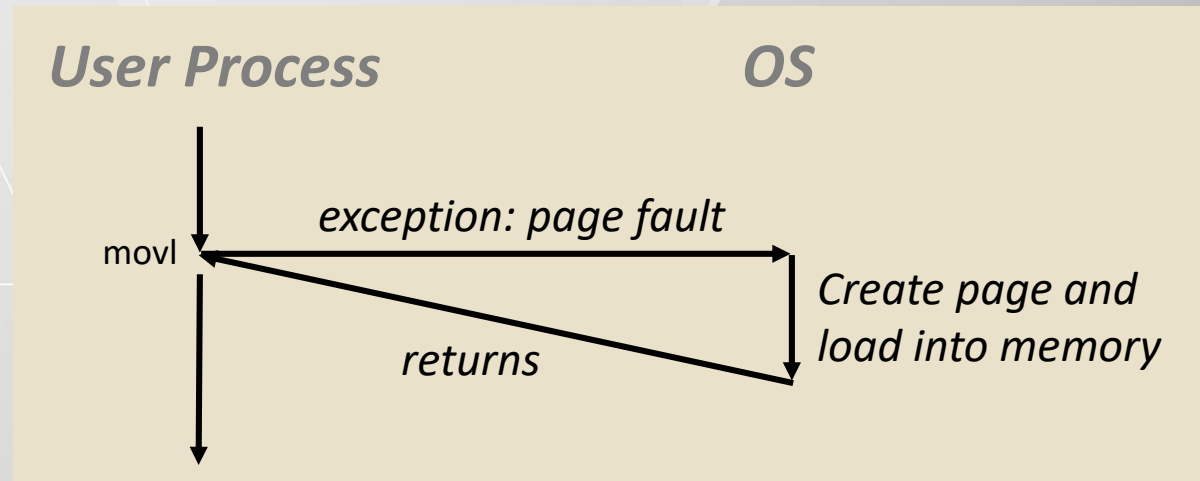 User Process
OS
exception: page fault
movl
Create page and
load into memory
returns